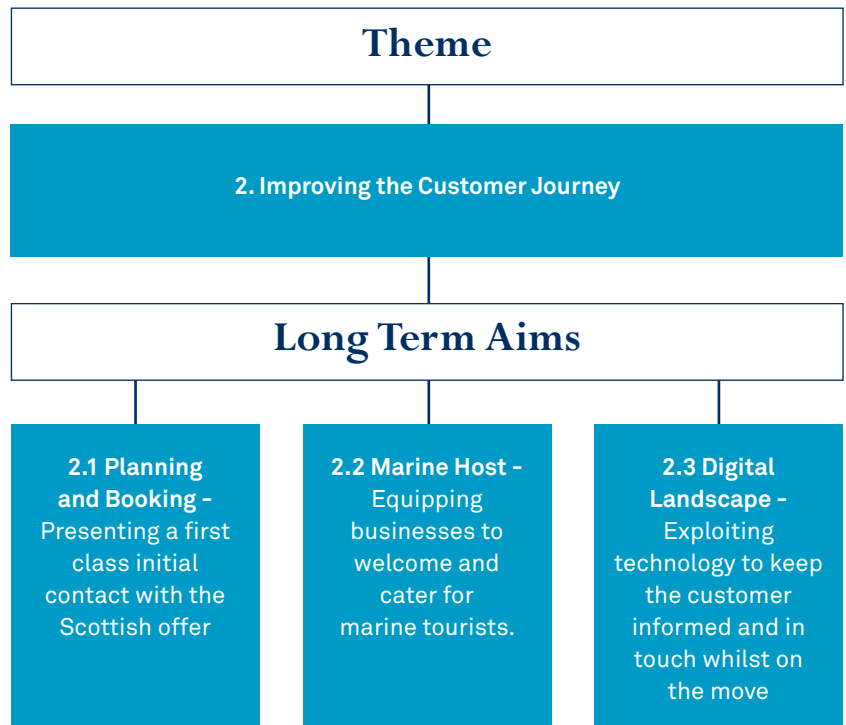 Theme
2. Improving the Customer Journey
Long Term Aims
2.1 Planning
and Booking -
Presenting a first
class initial
contact with the
Scottish offer
2.2 Marine Host -
Equipping
businesses to
welcome and
cater for
marine tourists.
2.3 Digital
Landscape -
Exploiting
technology to keep
the customer
informed and in
touch whilst on
the move